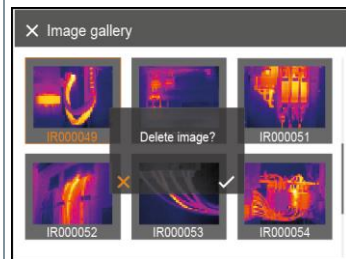 Image gallery
IR000049
Delete image?
IR000051
IR000052
IR000053
IR000054